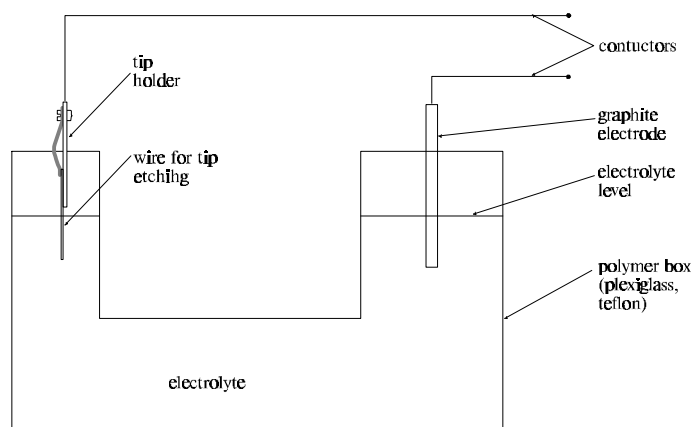 tip
holder
wire for tip
etchihg
contuctors
graphite
electrode
electrolyte
level
polymer box
(plexiglass,
teflon)
electrolyte